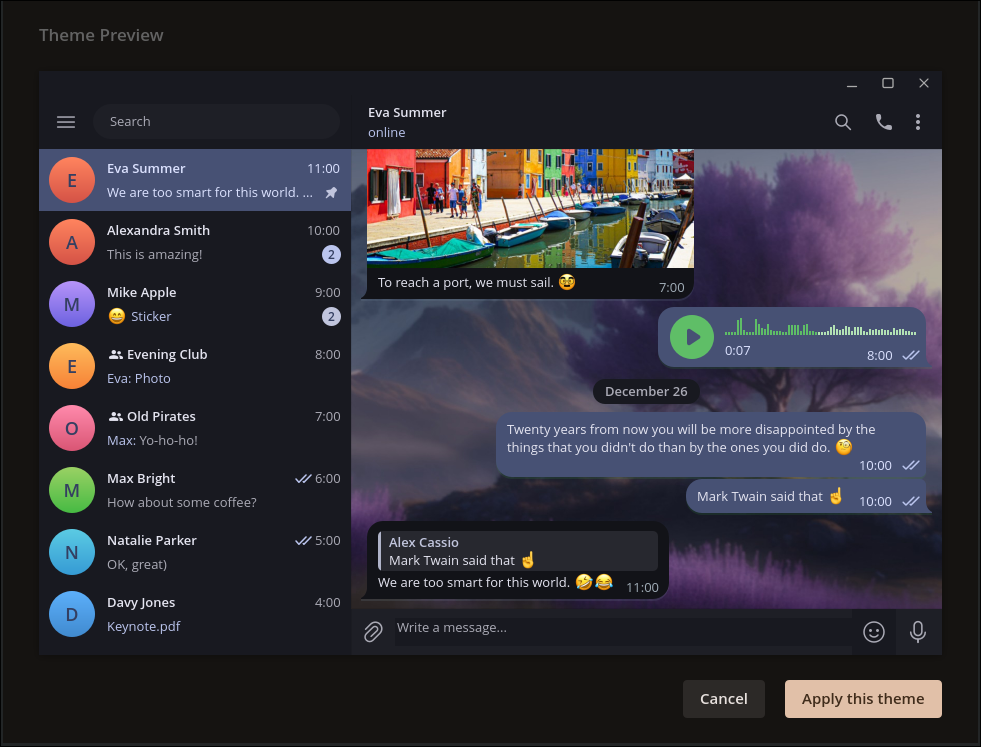 Theme Preview
Search
E
Eva Summer 11:00
We are too smart for this world. ...
A
Alexandra Smith 10:00
This is amazing! 2
M
Mike Apple 9:00
😄 Sticker 2
E
Evening Club 8:00
Eva: Photo
O
Old Pirates 7:00
Max: Yo-ho-ho!
M
Max Bright 6:00
How about some coffee?
N
Natalie Parker 5:00
OK, great)
D
Davy Jones 4:00
Keynote.pdf
Eva Summer
online
To reach a port, we must sail. 🥸 7:00
0:07 8:00
December 26
Twenty years from now you will be more disappointed by the
things that you didn't do than by the ones you did do. 🧐
10:00
Mark Twain said that ☝️ 10:00
Alex Cassio
Mark Twain said that ☝️
We are too smart for this world. 🤣😂 11:00
Write a message...
Cancel
Apply this theme